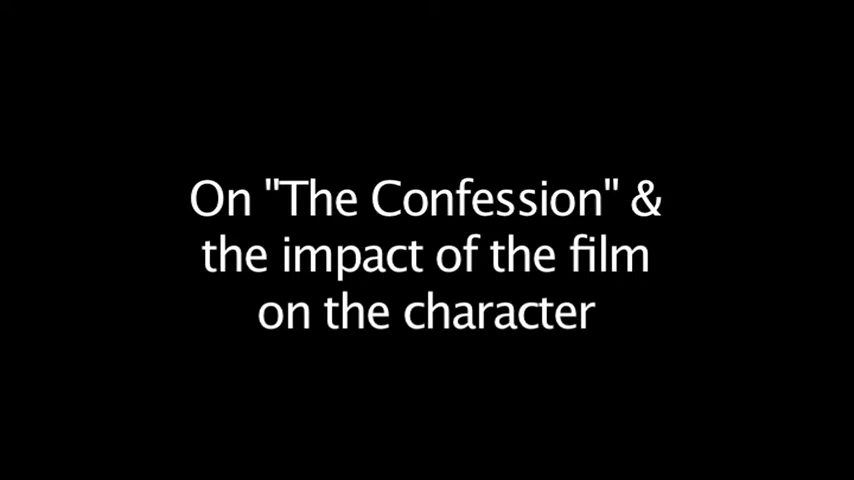 On "The Confession" &
the impact of the film
on the character